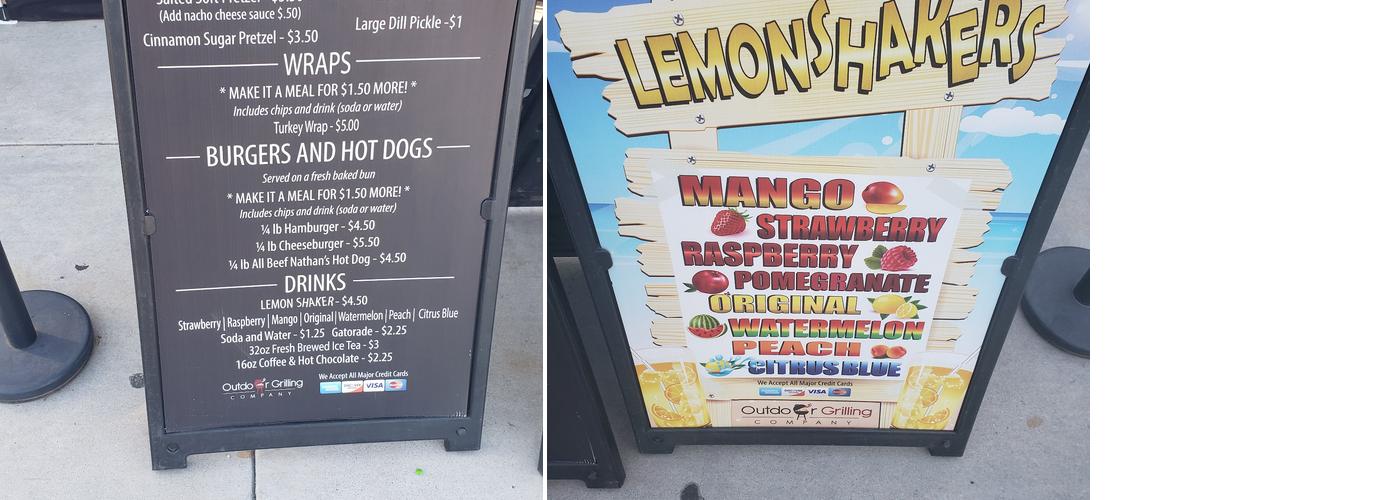 Salted Soft Pretzel - $3.50
(Add nacho cheese sauce $.50)
Large Dill Pickle -$1
Cinnamon Sugar Pretzel - $3.50
WRAPS
* MAKE IT A MEAL FOR $1.50 MORE! *
Includes chips and drink (soda or water)
Turkey Wrap - $5.00
BURGERS AND HOT DOGS
Served on a fresh baked bun
* MAKE IT A MEAL FOR $1.50 MORE! *
Includes chips and drink (soda or water)
¼ lb Hamburger - $4.50
¼ lb Cheeseburger - $5.50
¼ lb All Beef Nathan's Hot Dog - $4.50
DRINKS
LEMON SHAKER - $4.50
Strawberry | Raspberry | Mango | Original | Watermelon | Peach | Citrus Blue
Soda and Water - $1.25 Gatorade - $2.25
32oz Fresh Brewed Ice Tea - $3
16oz Coffee & Hot Chocolate - $2.25
We Accept All Major Credit Cards
Outdoor Grilling
COMPANY
VISA
LEMONSHAKERS
MANGO
STRAWBERRY
RASPBERRY
POMEGRANATE
ORIGINAL
WATERMELON
PEACH
CITRUS BLUE
We Accept All Major Credit Cards
VISA
Outdoor Grilling
COMPANY